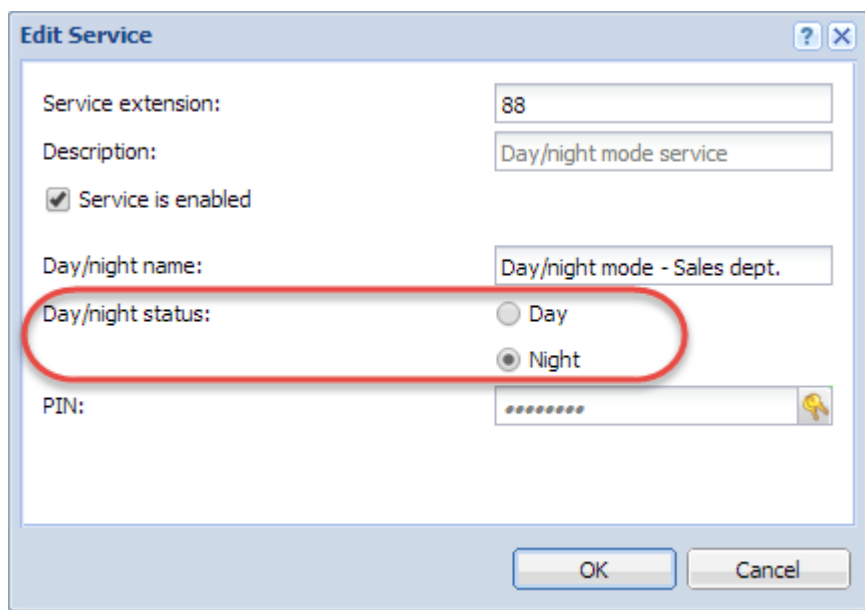 Edit Service
Service extension: 88
Description: Day/night mode service
Service is enabled
Day/night name: Day/night mode - Sales dept.
Day/night status: Day
Night
PIN: ••••••••
OK Cancel